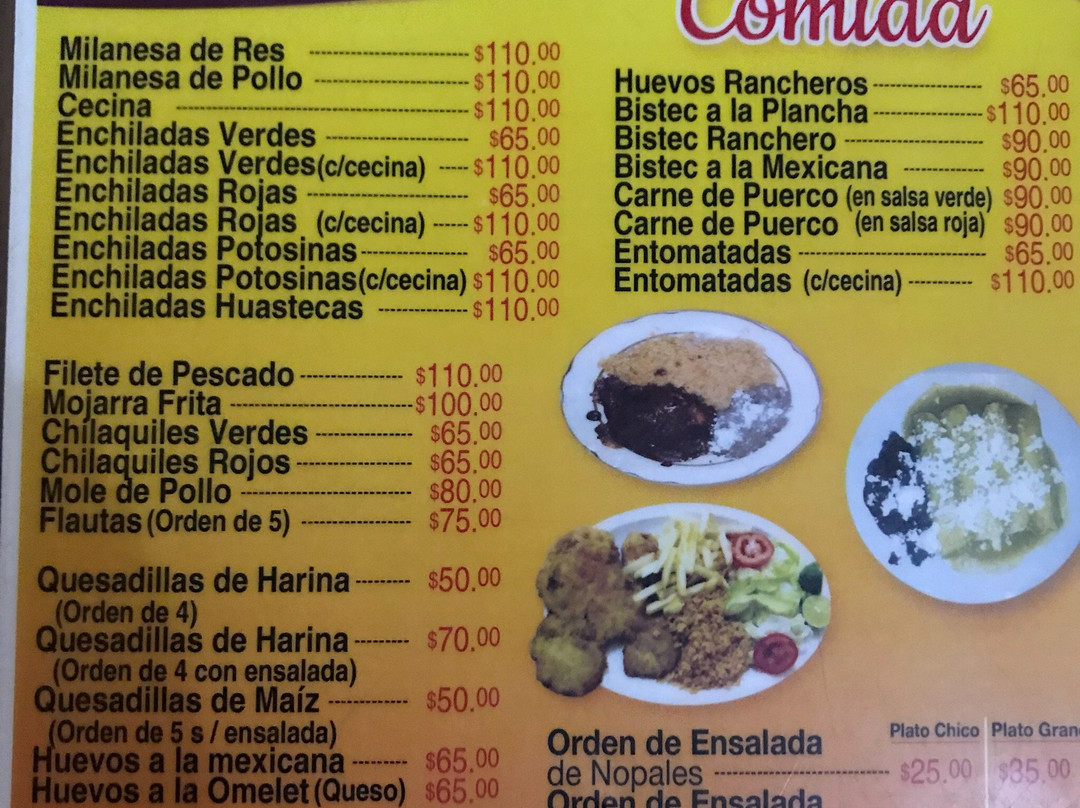 Comida
Milanesa de Res ---------- $110.00
Milanesa de Pollo ---------- $110.00
Cecina ---------- $110.00
Enchiladas Verdes ---------- $65.00
Enchiladas Verdes(c/cecina) ---- $110.00
Enchiladas Rojas ---------- $65.00
Enchiladas Rojas (c/cecina) ----- $110.00
Enchiladas Potosinas ---------- $65.00
Enchiladas Potosinas(c/cecina) $110.00
Enchiladas Huastecas ---------- $110.00
Filete de Pescado ---------- $110.00
Mojarra Frita ---------- $100.00
Chilaquiles Verdes ---------- $65.00
Chilaquiles Rojos ---------- $65.00
Mole de Pollo ---------- $80.00
Flautas (Orden de 5) ---------- $75.00
Quesadillas de Harina -------- $50.00
(Orden de 4)
Quesadillas de Harina -------- $70.00
(Orden de 4 con ensalada)
Quesadillas de Maíz ---------- $50.00
(Orden de 5 s / ensalada)
Huevos a la mexicana -------- $65.00
Huevos a la Omelet (Queso) $65.00
Huevos Rancheros ---------- $65.00
Bistec a la Plancha ---------- $110.00
Bistec Ranchero ---------- $90.00
Bistec a la Mexicana ---------- $90.00
Carne de Puerco (en salsa verde) $90.00
Carne de Puerco (en salsa roja) $90.00
Entomatadas ---------- $65.00
Entomatadas (c/cecina) ---------- $110.00
Plato Chico Plato Gran
Orden de Ensalada
de Nopales ---------- $25.00 $35.00
Orden de Ensalada